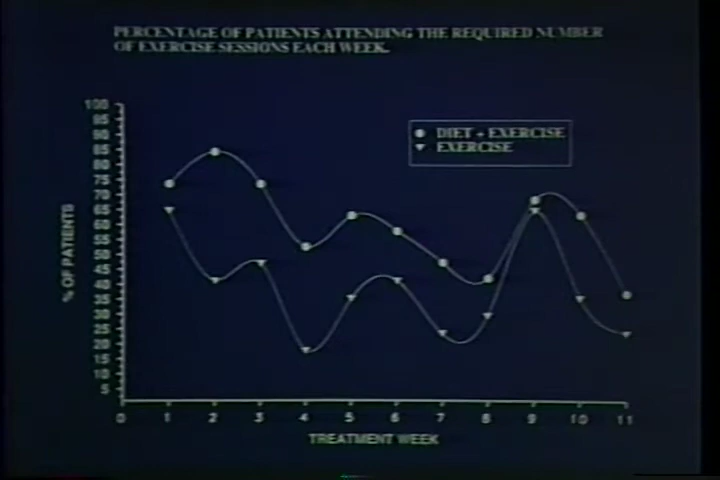 PERCENTAGE OF PATIENTS ATTENDING THE REQUIRED NUMBER
OF EXERCISE SESSIONS EACH WEEK.
100
95
90
85
80
75
70
65
60
55
50
45
40
35
30
25
20
15
10
5
% OF PATIENTS
DIET + EXERCISE
EXERCISE
0 1 2 3 4 5 6 7 8 9 10 11
TREATMENT WEEK